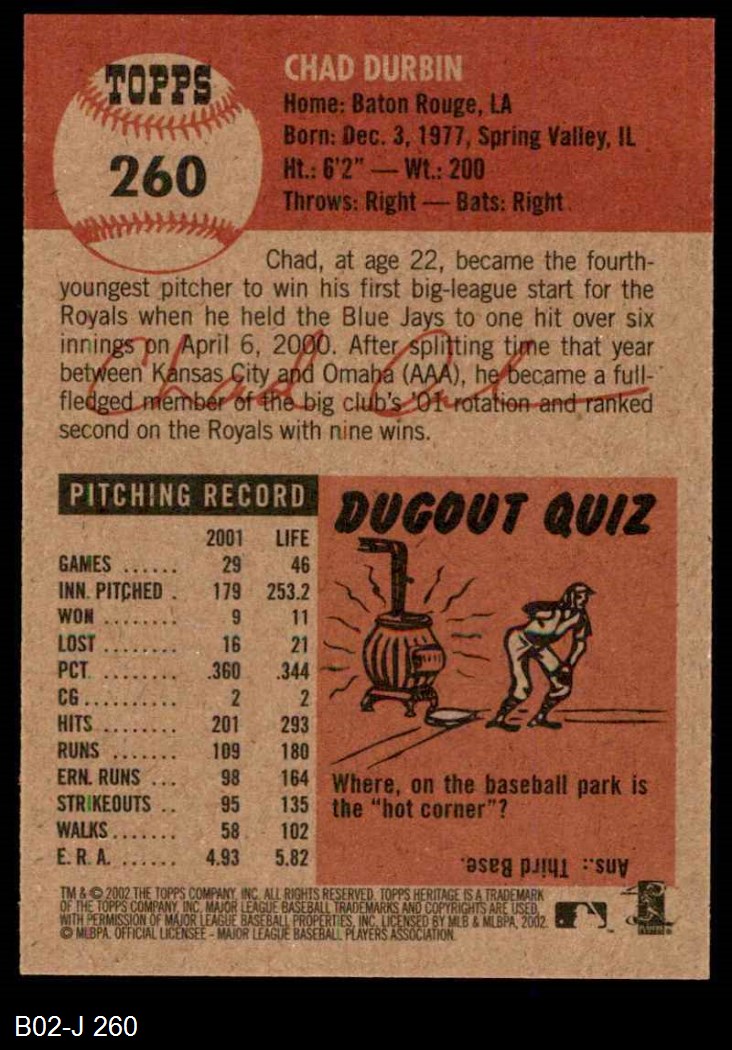 TOPPS
260
CHAD DURBIN
Home: Baton Rouge, LA
Born: Dec. 3, 1977, Spring Valley, IL
Ht.: 6'2" — Wt.: 200
Throws: Right — Bats: Right
Chad, at age 22, became the fourth-
youngest pitcher to win his first big-league start for the
Royals when he held the Blue Jays to one hit over six
innings on April 6, 2000. After splitting time that year
between Kansas City and Omaha (AAA), he became a full-
fledged member of the big club's '01 rotation and ranked
second on the Royals with nine wins.
PITCHING RECORD
2001 LIFE
GAMES ...... 29 46
INN. PITCHED . 179 253.2
WON ........ 9 11
LOST ........ 16 21
PCT. ......... .360 .344
CG.......... 2 2
HITS ........ 201 293
RUNS ....... 109 180
ERN. RUNS ... 98 164
STRIKEOUTS .. 95 135
WALKS....... 58 102
E. R. A. ...... 4.93 5.82
DUGOUT QUIZ
Where, on the baseball park is
the "hot corner"?
Ans.: Third Base.
TM & © 2002 THE TOPPS COMPANY, INC. ALL RIGHTS RESERVED. TOPPS HERITAGE IS A TRADEMARK
OF THE TOPPS COMPANY, INC. MAJOR LEAGUE BASEBALL TRADEMARKS AND COPYRIGHTS ARE USED
WITH PERMISSION OF MAJOR LEAGUE BASEBALL PROPERTIES, INC. LICENSED BY MLB & MLBPA, 2002.
© MLBPA. OFFICIAL LICENSEE - MAJOR LEAGUE BASEBALL PLAYERS ASSOCIATION.
B02-J 260